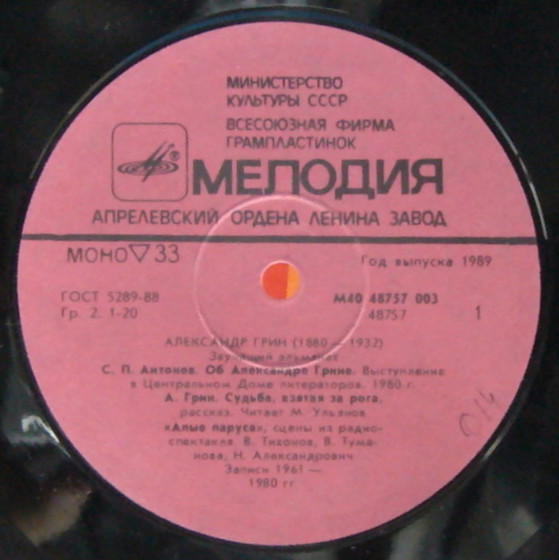 МИНИСТЕРСТВО
КУЛЬТУРЫ СССР
ВСЕСОЮЗНАЯ ФИРМА
ГРАМПЛАСТИНОК
®
МЕЛОДИЯ
АПРЕЛЕВСКИЙ ОРДЕНА ЛЕНИНА ЗАВОД
МОНО ▽ 33
Год выпуска 1989
ГОСТ 5289-88
Гр. 2. 1-20
М40 48757 003
48757
1
АЛЕКСАНДР ГРИН (1880 — 1932)
Звучащий альманах
С. П. Антонов. Об Александре Грине. Выступление
в Центральном Доме литераторов. 1980 г.
А. Грин. Судьба, взятая за рога,
рассказ. Читает М. Ульянов
«Алые паруса», сцены из радио-
спектакля В. Тихонов, В. Тума-
нова, Н. Александрович
Записи 1961 —
1980 гг.
014